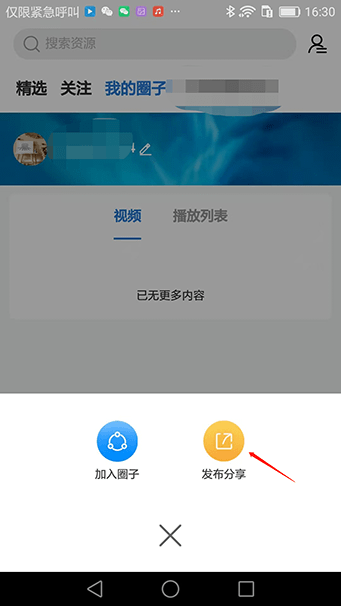 仅限紧急呼叫 ··· 16:30
搜索资源
精选 关注 我的圈子
视频 播放列表
已无更多内容
加入圈子 发布分享